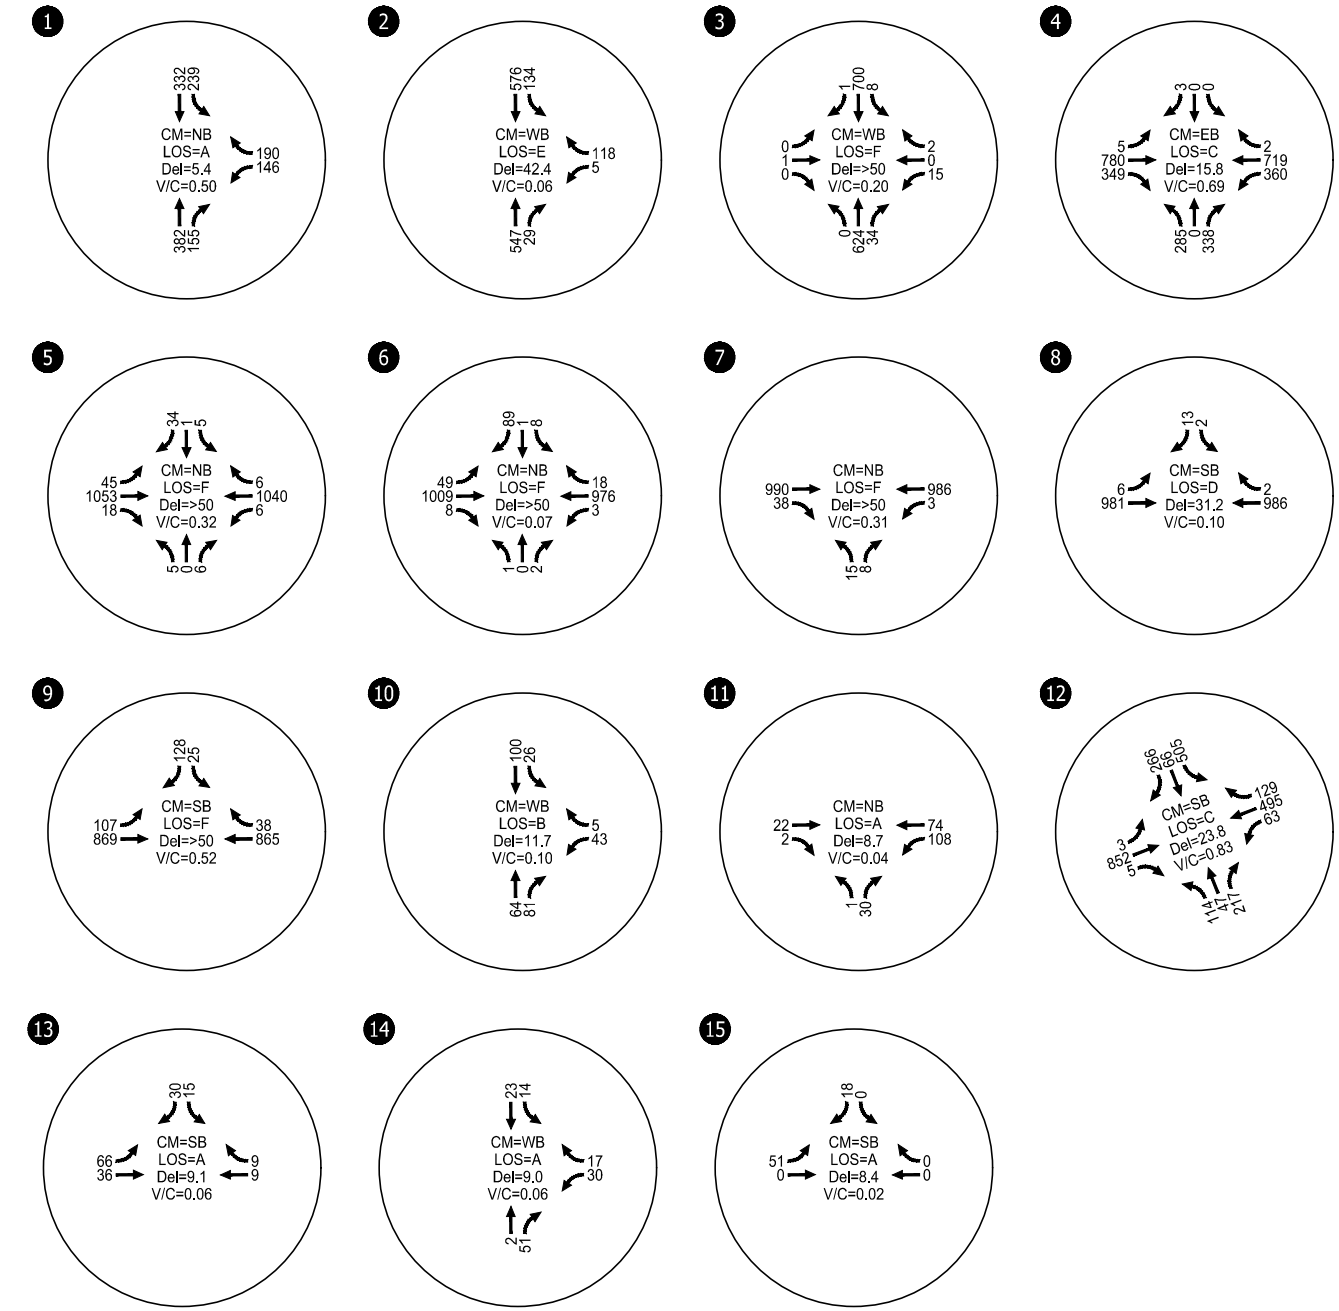 1
332
239
CM=NB
LOS=A
Del=5.4
V/C=0.50
190
146
382
155
2
576
134
CM=WB
LOS=E
Del=42.4
V/C=0.06
118
5
547
29
3
1
700
8
0
1
0
CM=WB
LOS=F
Del=>50
V/C=0.20
2
0
15
0
624
34
4
3
0
0
5
780
349
CM=EB
LOS=C
Del=15.8
V/C=0.69
2
719
360
285
0
338
5
34
1
5
45
1053
18
CM=NB
LOS=F
Del=>50
V/C=0.32
6
1040
6
5
0
6
6
89
1
8
49
1009
8
CM=NB
LOS=F
Del=>50
V/C=0.07
18
976
3
1
0
2
7
990
38
CM=NB
LOS=F
Del=>50
V/C=0.31
986
3
15
8
8
13
2
6
981
CM=SB
LOS=D
Del=31.2
V/C=0.10
2
986
9
128
25
107
869
CM=SB
LOS=F
Del=>50
V/C=0.52
38
865
10
100
26
CM=WB
LOS=B
Del=11.7
V/C=0.10
5
43
64
81
11
22
2
CM=NB
LOS=A
Del=8.7
V/C=0.04
74
108
1
30
12
266
66
505
3
852
5
CM=SB
LOS=C
Del=23.8
V/C=0.83
129
495
63
114
47
217
13
30
15
66
36
CM=SB
LOS=A
Del=9.1
V/C=0.06
9
9
14
23
14
CM=WB
LOS=A
Del=9.0
V/C=0.06
17
30
2
51
15
18
0
51
0
CM=SB
LOS=A
Del=8.4
V/C=0.02
0
0